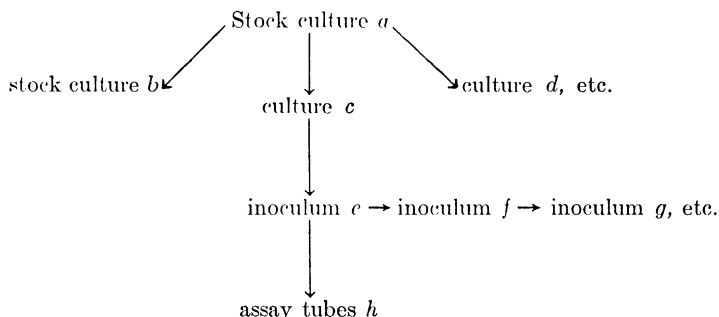 Stock culture a
stock culture b
culture d, etc.
culture c
inoculum e → inoculum f → inoculum g, etc.
assay tubes h